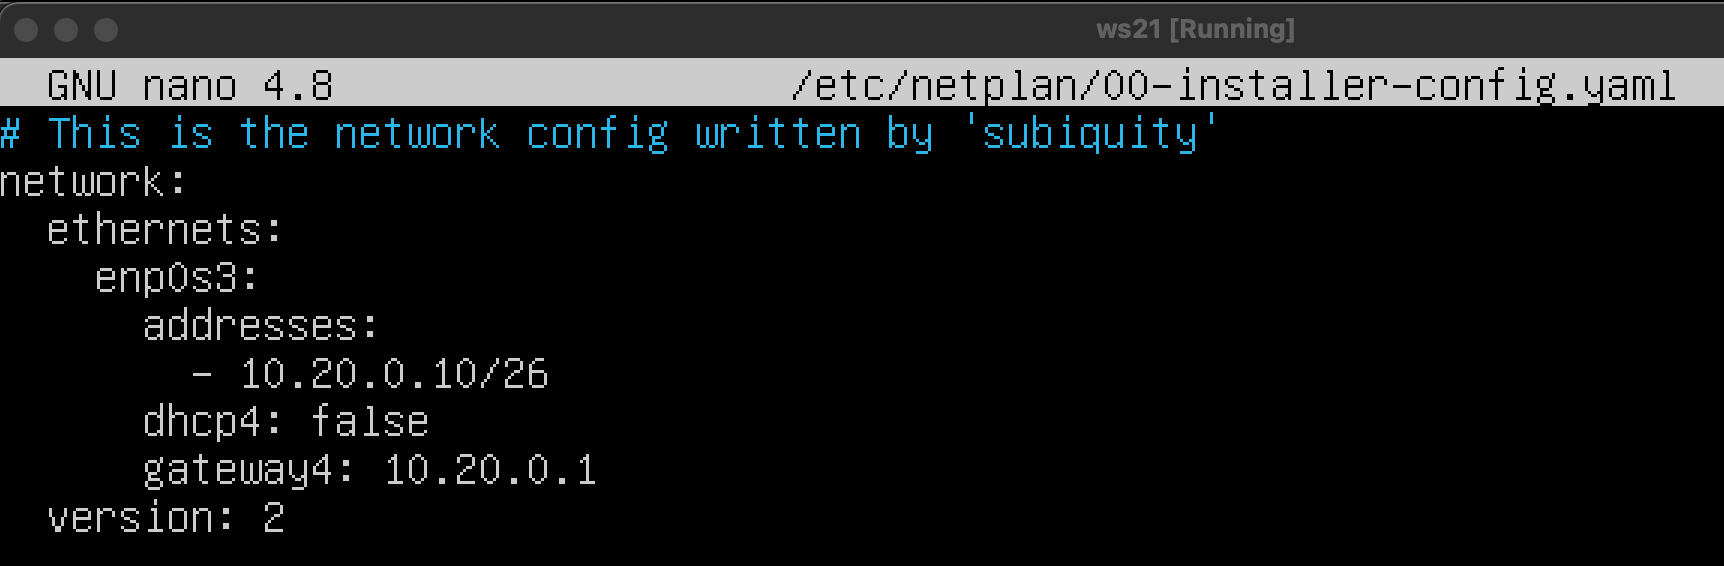 ws21 [Running]
GNU nano 4.8 /etc/netplan/00-installer-config.yaml
# This is the network config written by 'subiquity'
network:
  ethernets:
    enp0s3:
      addresses:
        - 10.20.0.10/26
      dhcp4: false
      gateway4: 10.20.0.1
  version: 2